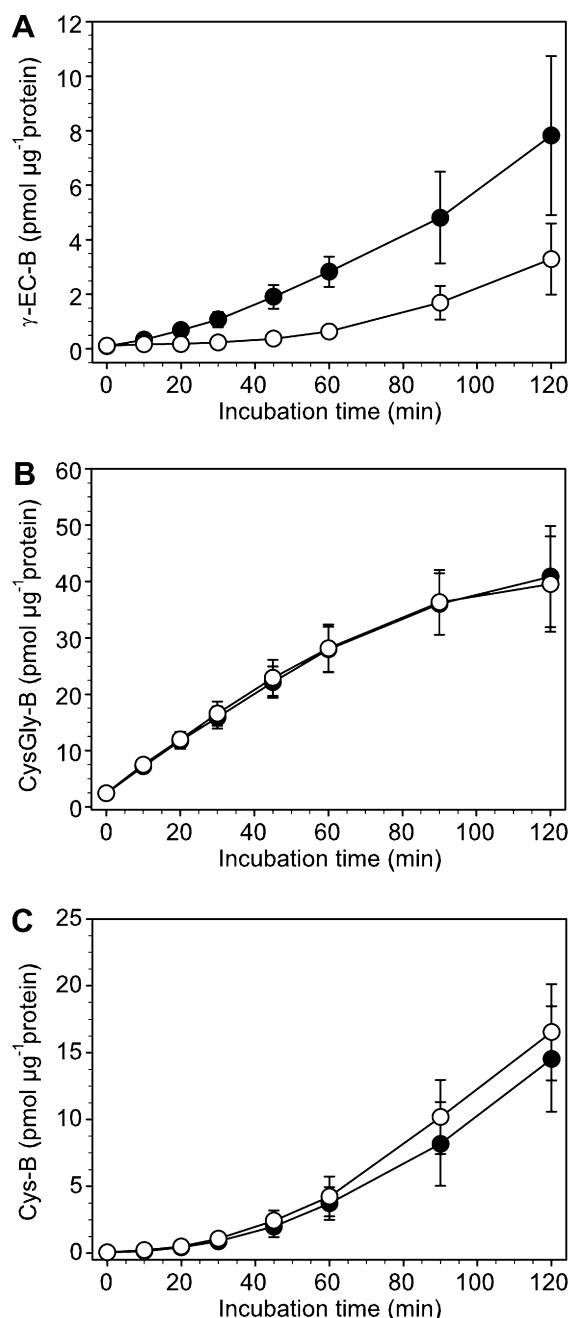 A
12
10
8
6
4
2
0
γ-EC-B (pmol µg-1protein)
0 20 40 60 80 100 120
Incubation time (min)
B
60
50
40
30
20
10
0
CysGly-B (pmol µg-1protein)
0 20 40 60 80 100 120
Incubation time (min)
C
25
20
15
10
5
0
Cys-B (pmol µg-1protein)
0 20 40 60 80 100 120
Incubation time (min)